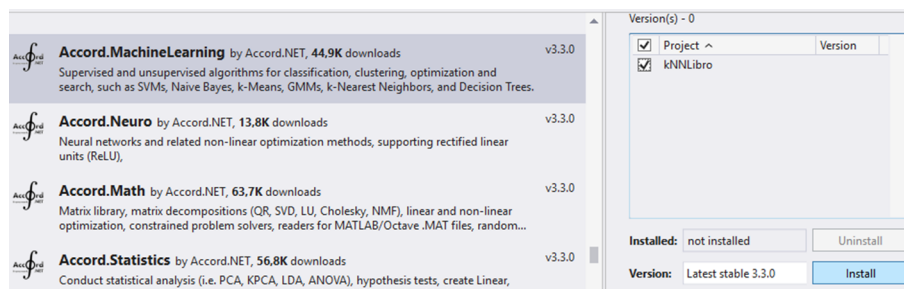 Accord.MachineLearning by Accord.NET, 44,9K downloads v3.3.0
Supervised and unsupervised algorithms for classification, clustering, optimization and
search, such as SVMs, Naive Bayes, k-Means, GMMs, k-Nearest Neighbors, and Decision Trees.
Accord.Neuro by Accord.NET, 13,8K downloads v3.3.0
Neural networks and related non-linear optimization methods, supporting rectified linear
units (ReLU),
Accord.Math by Accord.NET, 63,7K downloads v3.3.0
Matrix library, matrix decompositions (QR, SVD, LU, Cholesky, NMF), linear and non-linear
optimization, constrained problem solvers, readers for MATLAB/Octave .MAT files, random...
Accord.Statistics by Accord.NET, 56,8K downloads v3.3.0
Conduct statistical analysis (i.e. PCA, KPCA, LDA, ANOVA), hypothesis tests, create Linear,
Version(s) - 0
Project Version
kNNLibro
Installed: not installed Uninstall
Version: Latest stable 3.3.0 Install